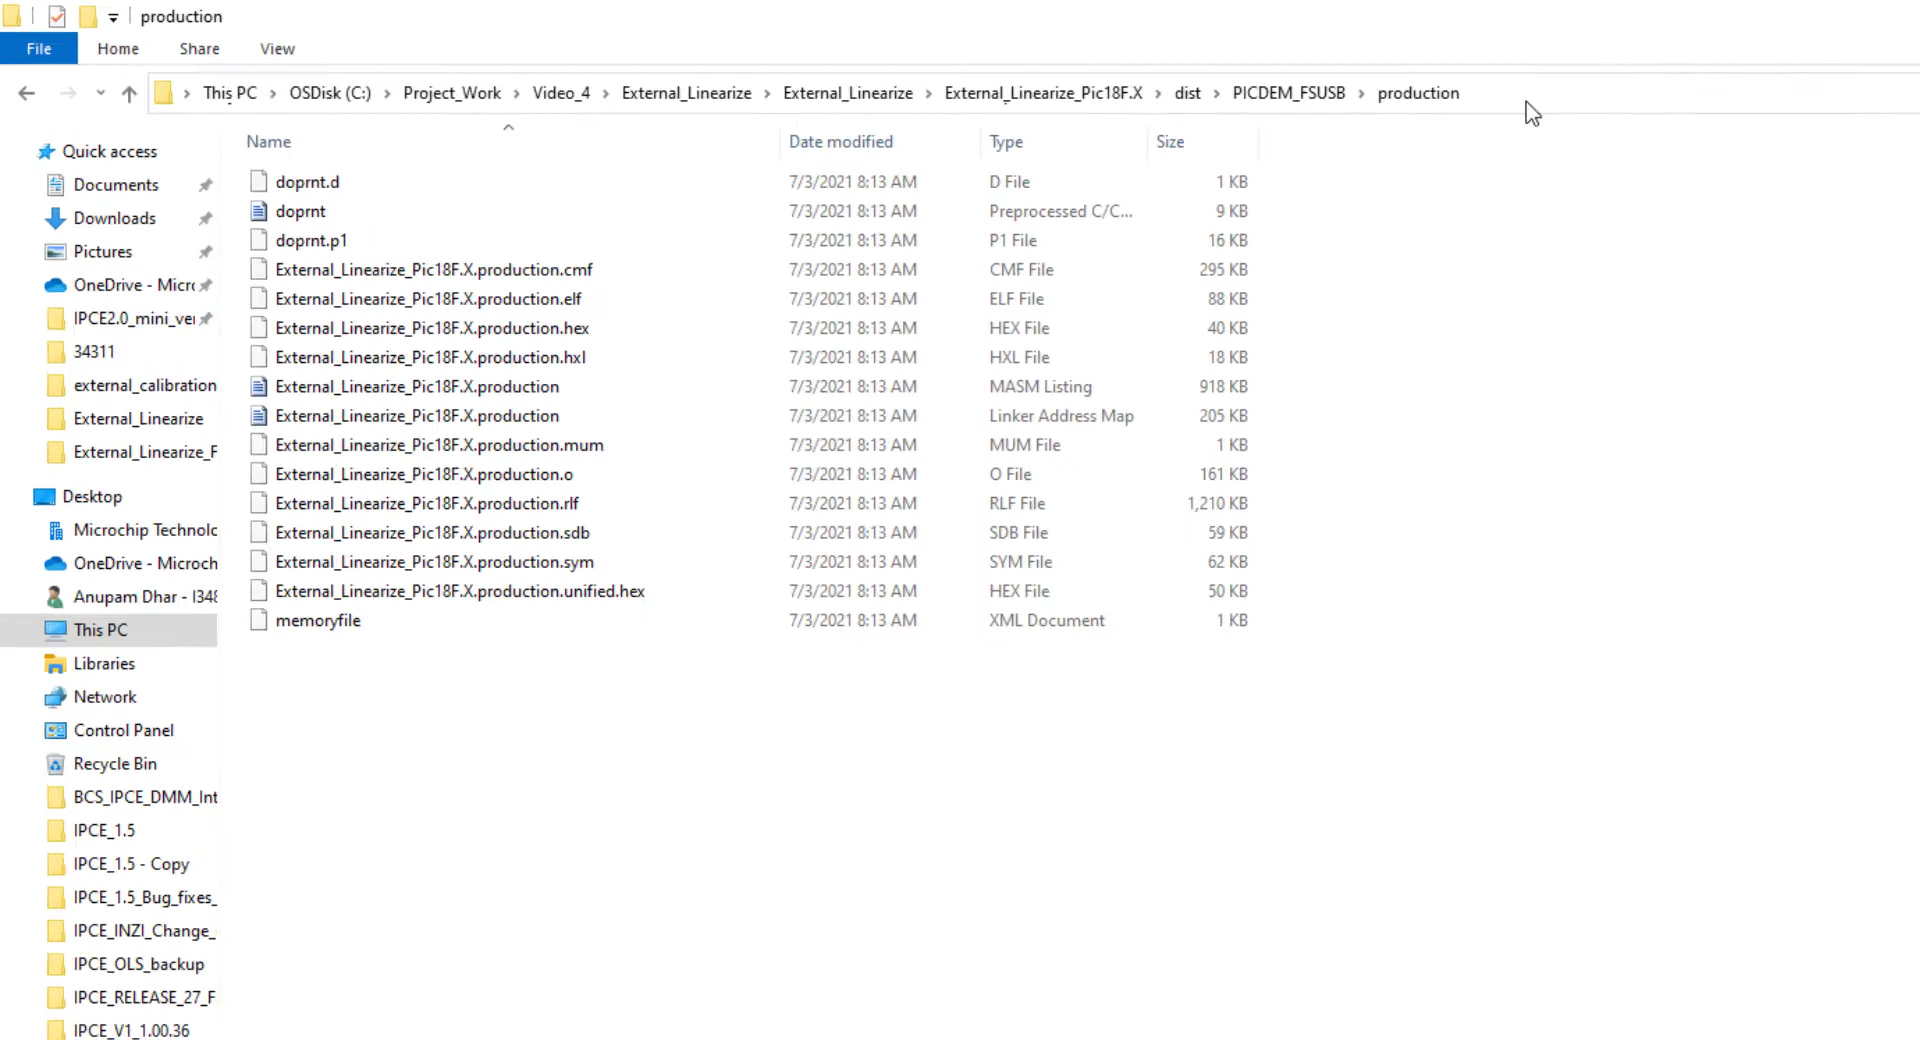 production
File Home Share View
This PC OSDisk (C:) Project_Work Video_4 External_Linearize External_Linearize External_Linearize_Pic18F.X dist PICDEM_FSUSB production
Quick access
Documents
Downloads
Pictures
OneDrive - Micro
IPCE2.0_mini_ver
34311
external_calibration
External_Linearize
External_Linearize_F
Desktop
Microchip Technolo
OneDrive - Microch
Anupam Dhar - I348
This PC
Libraries
Network
Control Panel
Recycle Bin
BCS_IPCE_DMM_Int
IPCE_1.5
IPCE_1.5 - Copy
IPCE_1.5_Bug_fixes_
IPCE_INZI_Change_
IPCE_OLS_backup
IPCE_RELEASE_27_F
IPCE_V1_1.00.36
Name Date modified Type Size
doprnt.d 7/3/2021 8:13 AM D File 1 KB
doprnt 7/3/2021 8:13 AM Preprocessed C/C... 9 KB
doprnt.p1 7/3/2021 8:13 AM P1 File 16 KB
External_Linearize_Pic18F.X.production.cmf 7/3/2021 8:13 AM CMF File 295 KB
External_Linearize_Pic18F.X.production.elf 7/3/2021 8:13 AM ELF File 88 KB
External_Linearize_Pic18F.X.production.hex 7/3/2021 8:13 AM HEX File 40 KB
External_Linearize_Pic18F.X.production.hxl 7/3/2021 8:13 AM HXL File 18 KB
External_Linearize_Pic18F.X.production 7/3/2021 8:13 AM MASM Listing 918 KB
External_Linearize_Pic18F.X.production 7/3/2021 8:13 AM Linker Address Map 205 KB
External_Linearize_Pic18F.X.production.mum 7/3/2021 8:13 AM MUM File 1 KB
External_Linearize_Pic18F.X.production.o 7/3/2021 8:13 AM O File 161 KB
External_Linearize_Pic18F.X.production.rlf 7/3/2021 8:13 AM RLF File 1,210 KB
External_Linearize_Pic18F.X.production.sdb 7/3/2021 8:13 AM SDB File 59 KB
External_Linearize_Pic18F.X.production.sym 7/3/2021 8:13 AM SYM File 62 KB
External_Linearize_Pic18F.X.production.unified.hex 7/3/2021 8:13 AM HEX File 50 KB
memoryfile 7/3/2021 8:13 AM XML Document 1 KB